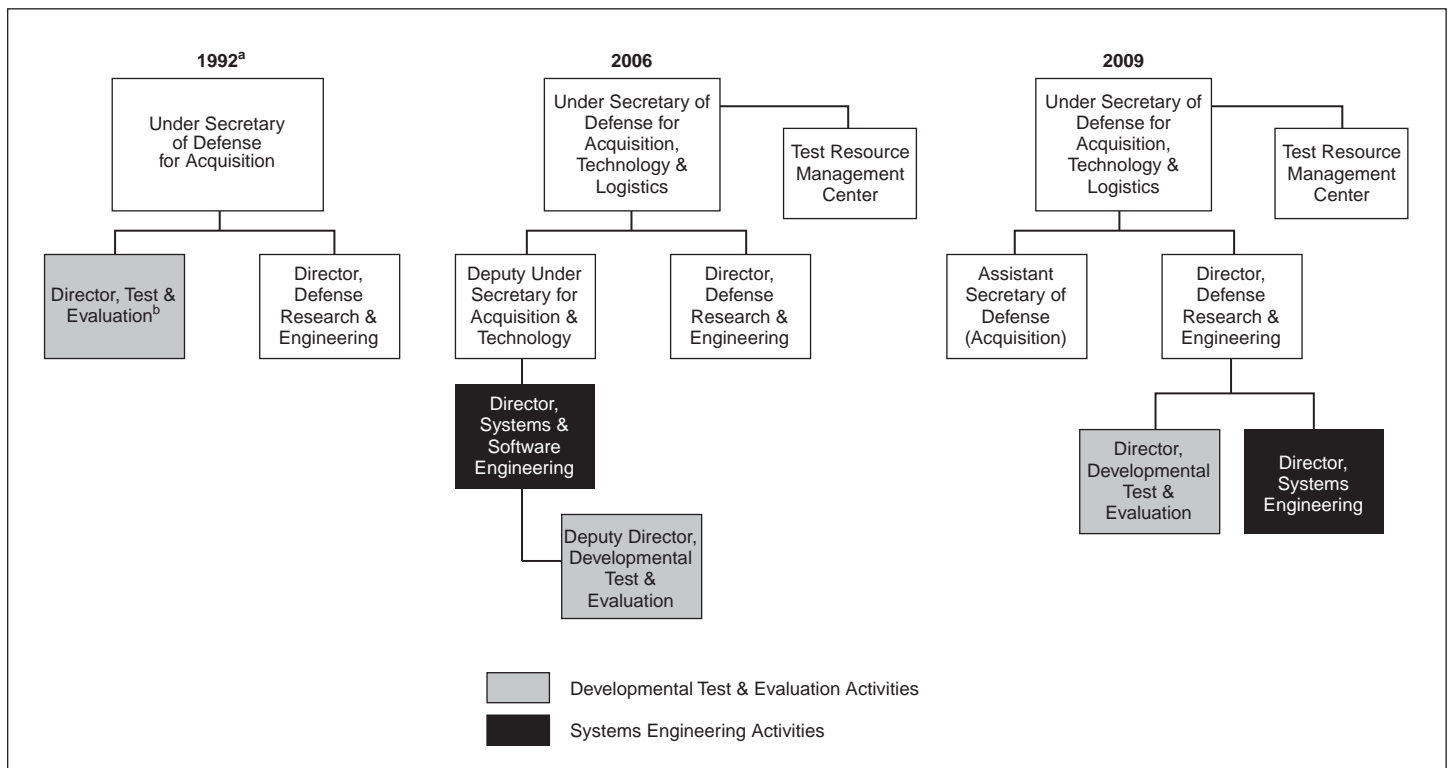 1992a
Under Secretary
of Defense
for Acquisition
Director, Test &
Evaluationb
Director,
Defense
Research &
Engineering
2006
Under Secretary of
Defense for
Acquisition,
Technology &
Logistics
Test Resource
Management
Center
Deputy Under
Secretary for
Acquisition &
Technology
Director,
Defense
Research &
Engineering
Director,
Systems &
Software
Engineering
Deputy Director,
Developmental
Test &
Evaluation
2009
Under Secretary of
Defense for
Acquisition,
Technology &
Logistics
Test Resource
Management
Center
Assistant
Secretary of
Defense
(Acquisition)
Director,
Defense
Research &
Engineering
Director,
Developmental
Test &
Evaluation
Director,
Systems
Engineering
Developmental Test & Evaluation Activities
Systems Engineering Activities